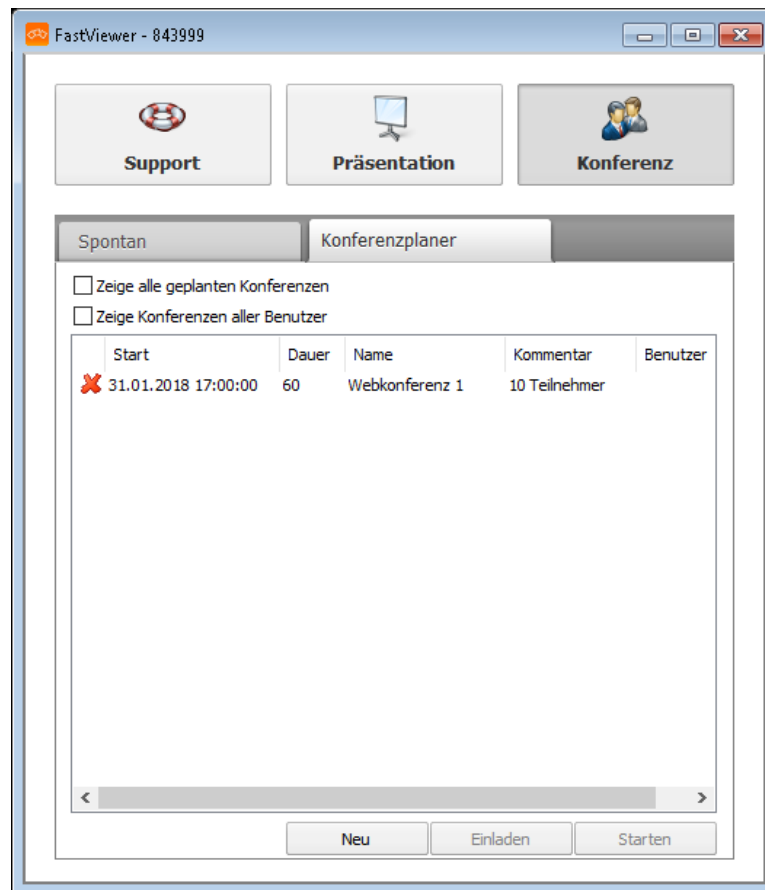 FastViewer - 843999
Support Präsentation Konferenz
Spontan Konferenzplaner
Zeige alle geplanten Konferenzen
Zeige Konferenzen aller Benutzer
Start Dauer Name Kommentar Benutzer
31.01.2018 17:00:00 60 Webkonferenz 1 10 Teilnehmer
Neu Einladen Starten